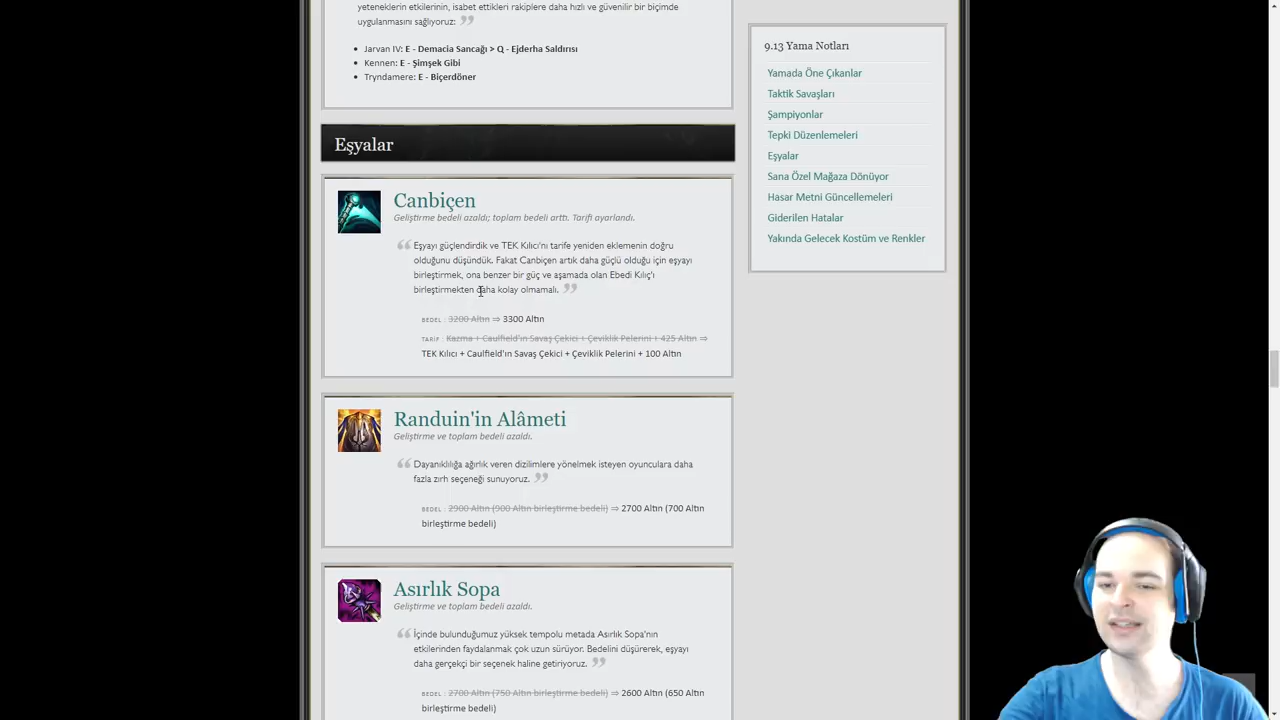 yeteneklerin etkilerinin, isabet ettikleri rakiplere daha hızlı ve güvenilir bir biçimde
uygulanmasını sağlıyoruz:
• Jarvan IV: E - Demacia Sancağı > Q - Ejderha Saldırısı
• Kennen: E - Şimşek Gibi
• Tryndamere: E - Biçerdöner
Eşyalar
Canbiçen
Geliştirme bedeli azaldı; toplam bedeli arttı. Tarifi ayarlandı.
Eşyayı güçlendirdik ve TEK Kılıcı'nı tarife yeniden eklemenin doğru
olduğunu düşündük. Fakat Canbiçen artık daha güçlü olduğu için eşyayı
birleştirmek, ona benzer bir güç ve aşamada olan Ebedi Kılıç'ı
birleştirmekten daha kolay olmamalı.
BEDEL : 3200 Altın ⇒ 3300 Altın
TARİF : Kazma + Caulfield'ın Savaş Çekici + Çeviklik Pelerini + 425 Altın ⇒
TEK Kılıcı + Caulfield'ın Savaş Çekici + Çeviklik Pelerini + 100 Altın
Randuin'in Alâmeti
Geliştirme ve toplam bedeli azaldı.
Dayanıklılığa ağırlık veren dizilimlere yönelmek isteyen oyunculara daha
fazla zırh seçeneği sunuyoruz.
BEDEL : 2900 Altın (900 Altın birleştirme bedeli) ⇒ 2700 Altın (700 Altın
birleştirme bedeli)
Asırlık Sopa
Geliştirme ve toplam bedeli azaldı.
İçinde bulunduğumuz yüksek tempolu metada Asırlık Sopa'nın
etkilerinden faydalanmak çok uzun sürüyor. Bedelini düşürerek, eşyayı
daha gerçekçi bir seçenek haline getiriyoruz.
BEDEL : 2700 Altın (750 Altın birleştirme bedeli) ⇒ 2600 Altın (650 Altın
birleştirme bedeli)
9.13 Yama Notları
Yamada Öne Çıkanlar
Taktik Savaşları
Şampiyonlar
Tepki Düzenlemeleri
Eşyalar
Sana Özel Mağaza Dönüyor
Hasar Metni Güncellemeleri
Giderilen Hatalar
Yakında Gelecek Kostüm ve Renkler